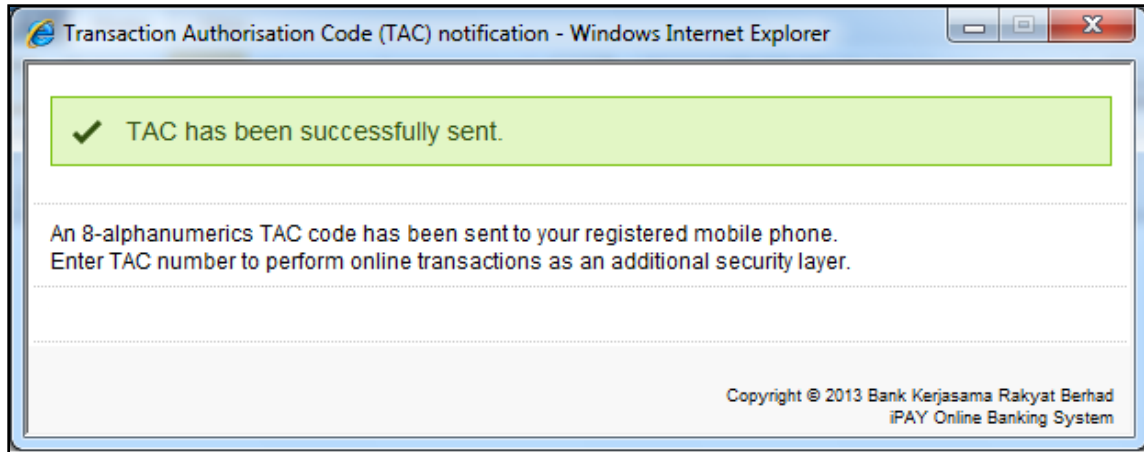 Transaction Authorisation Code (TAC) notification - Windows Internet Explorer
TAC has been successfully sent.
An 8-alphanumerics TAC code has been sent to your registered mobile phone.
Enter TAC number to perform online transactions as an additional security layer.
Copyright © 2013 Bank Kerjasama Rakyat Berhad
iPAY Online Banking System